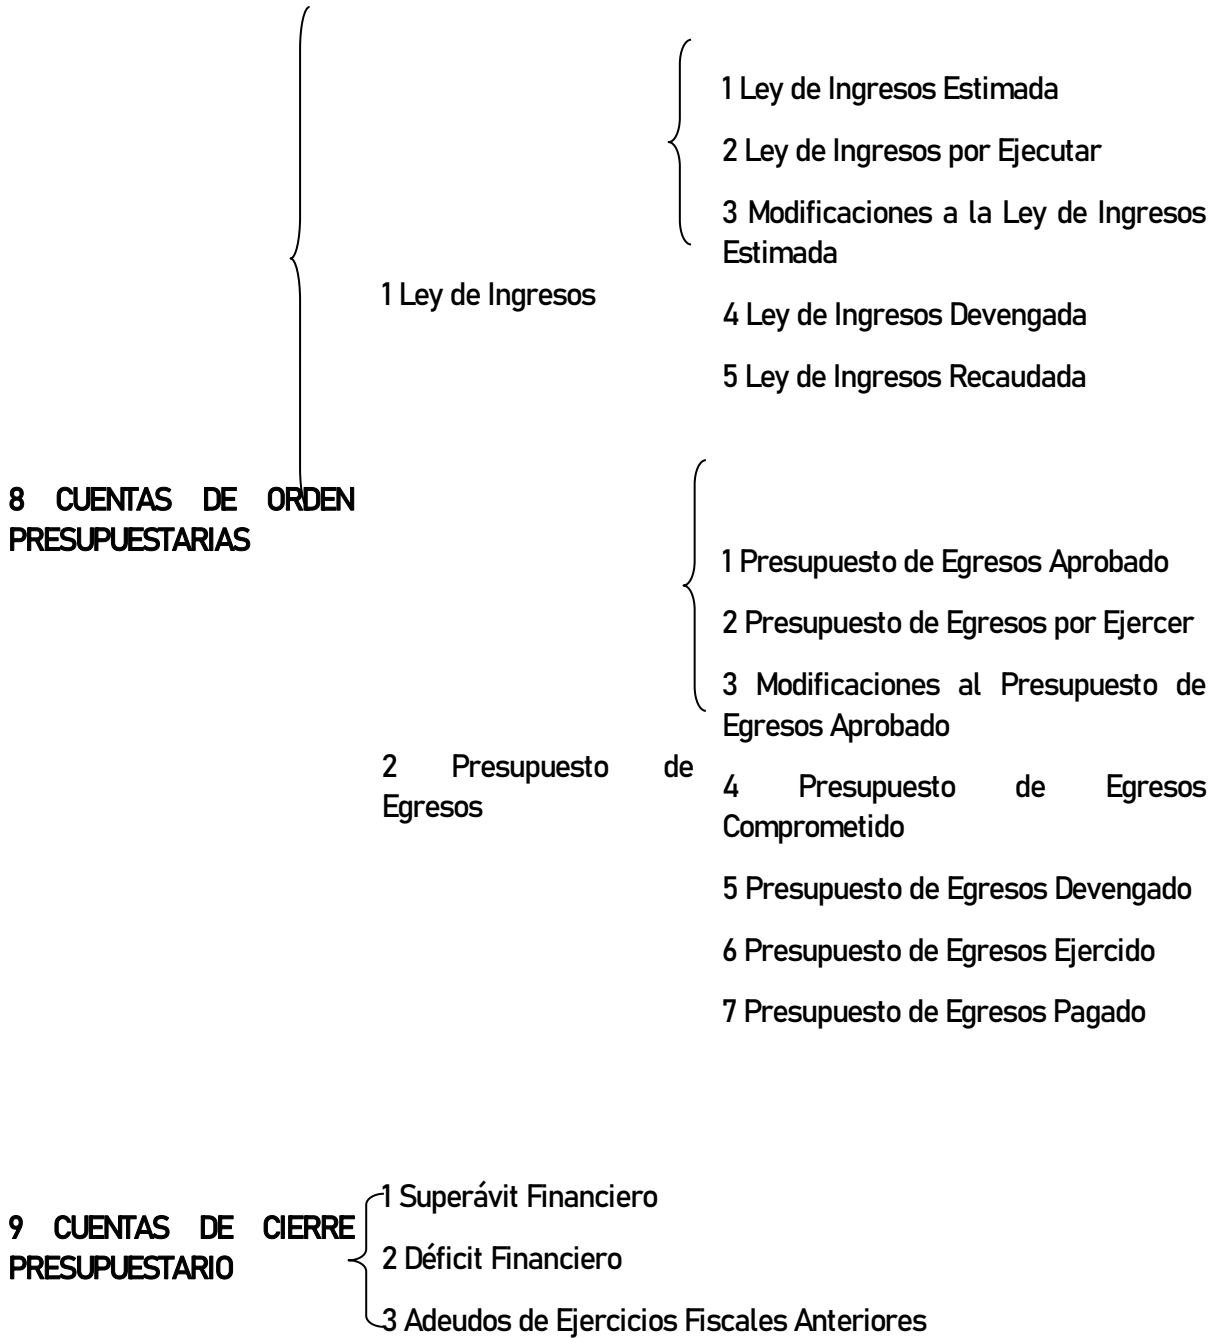 8 CUENTAS DE ORDEN
PRESUPUESTARIAS
1 Ley de Ingresos
1 Ley de Ingresos Estimada
2 Ley de Ingresos por Ejecutar
3 Modificaciones a la Ley de Ingresos
Estimada
4 Ley de Ingresos Devengada
5 Ley de Ingresos Recaudada
2 Presupuesto de
Egresos
1 Presupuesto de Egresos Aprobado
2 Presupuesto de Egresos por Ejercer
3 Modificaciones al Presupuesto de
Egresos Aprobado
4 Presupuesto de Egresos
Comprometido
5 Presupuesto de Egresos Devengado
6 Presupuesto de Egresos Ejercido
7 Presupuesto de Egresos Pagado
9 CUENTAS DE CIERRE
PRESUPUESTARIO
1 Superávit Financiero
2 Déficit Financiero
3 Adeudos de Ejercicios Fiscales Anteriores